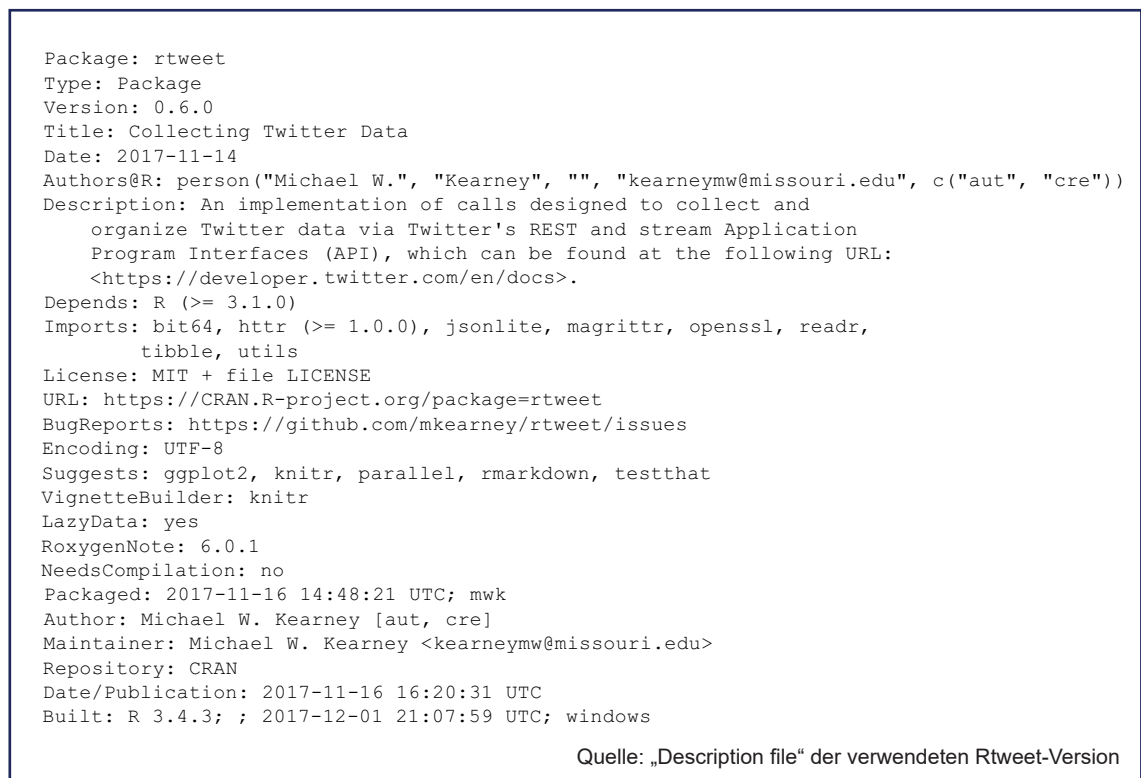 Package: rtweet
Type: Package
Version: 0.6.0
Title: Collecting Twitter Data
Date: 2017-11-14
Authors@R: person("Michael W.", "Kearney", "", "kearneymw@missouri.edu", c("aut", "cre"))
Description: An implementation of calls designed to collect and
organize Twitter data via Twitter's REST and stream Application
Program Interfaces (API), which can be found at the following URL:
<https://developer.twitter.com/en/docs>.
Depends: R (>= 3.1.0)
Imports: bit64, httr (>= 1.0.0), jsonlite, magrittr, openssl, readr,
tibble, utils
License: MIT + file LICENSE
URL: https://CRAN.R-project.org/package=rtweet
BugReports: https://github.com/mkearney/rtweet/issues
Encoding: UTF-8
Suggests: ggplot2, knitr, parallel, rmarkdown, testthat
VignetteBuilder: knitr
LazyData: yes
RoxygenNote: 6.0.1
NeedsCompilation: no
Packaged: 2017-11-16 14:48:21 UTC; mwk
Author: Michael W. Kearney [aut, cre]
Maintainer: Michael W. Kearney <kearneymw@missouri.edu>
Repository: CRAN
Date/Publication: 2017-11-16 16:20:31 UTC
Built: R 3.4.3; ; 2017-12-01 21:07:59 UTC; windows
Quelle: „Description file“ der verwendeten Rtweet-Version